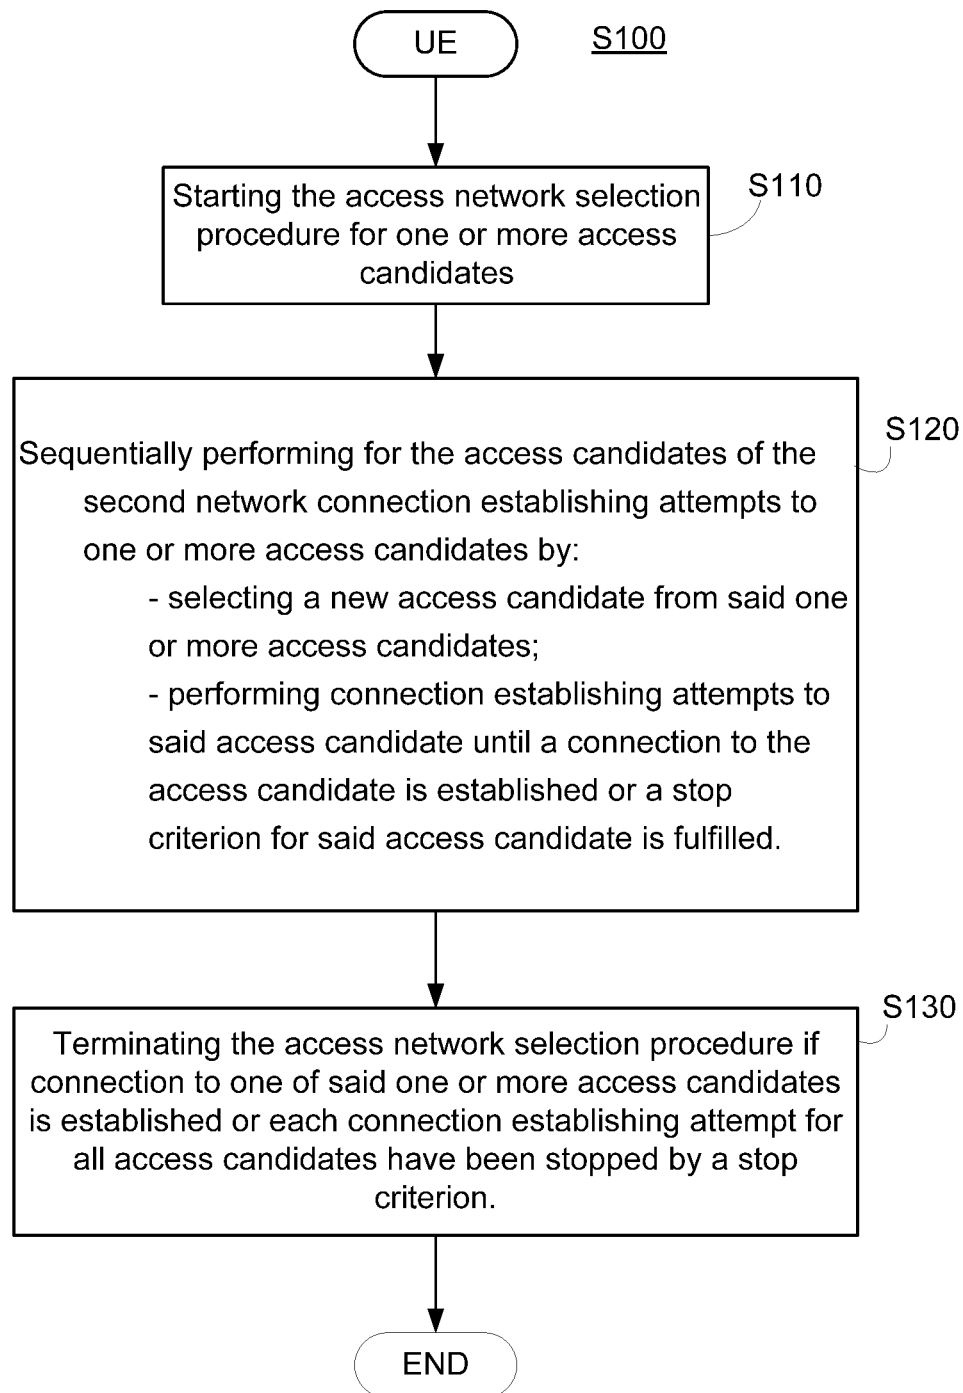 UE
S100
Starting the access network selection
procedure for one or more access
candidates
S110
Sequentially performing for the access candidates of the
second network connection establishing attempts to
one or more access candidates by:
- selecting a new access candidate from said one
or more access candidates;
- performing connection establishing attempts to
said access candidate until a connection to the
access candidate is established or a stop
criterion for said access candidate is fulfilled.
S120
Terminating the access network selection procedure if
connection to one of said one or more access candidates
is established or each connection establishing attempt for
all access candidates have been stopped by a stop
criterion.
S130
END